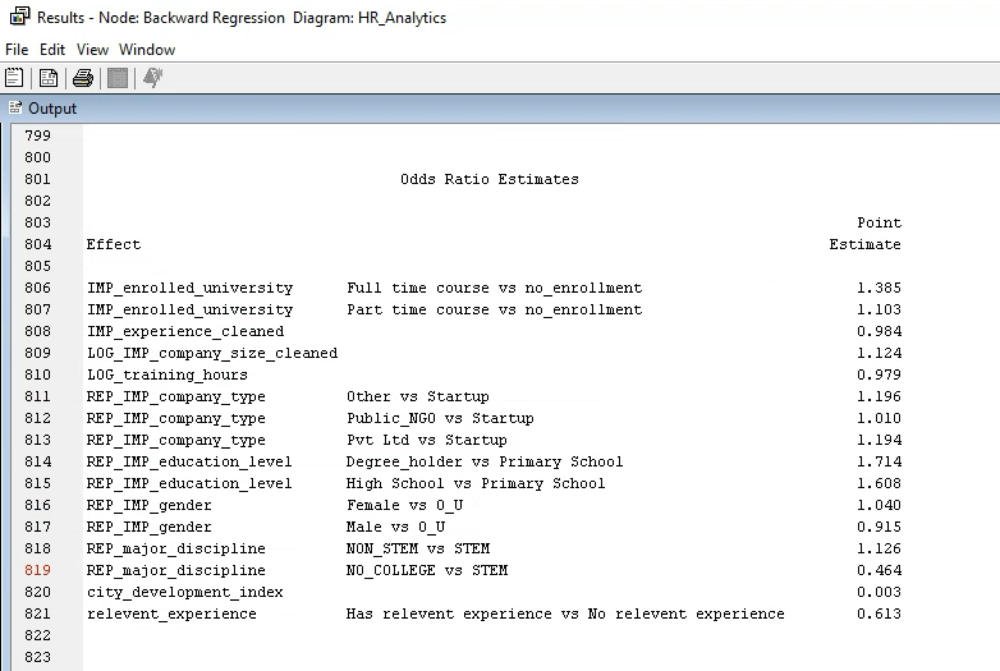 Results - Node: Backward Regression  Diagram: HR_Analytics
File Edit View Window
Output
799
800
801 Odds Ratio Estimates
802
803 Point
804 Effect Estimate
805
806 IMP_enrolled_university Full time course vs no_enrollment 1.385
807 IMP_enrolled_university Part time course vs no_enrollment 1.103
808 IMP_experience_cleaned 0.984
809 LOG_IMP_company_size_cleaned 1.124
810 LOG_training_hours 0.979
811 REP_IMP_company_type Other vs Startup 1.196
812 REP_IMP_company_type Public_NGO vs Startup 1.010
813 REP_IMP_company_type Pvt Ltd vs Startup 1.194
814 REP_IMP_education_level Degree_holder vs Primary School 1.714
815 REP_IMP_education_level High School vs Primary School 1.608
816 REP_IMP_gender Female vs O_U 1.040
817 REP_IMP_gender Male vs O_U 0.915
818 REP_major_discipline NON_STEM vs STEM 1.126
819 REP_major_discipline NO_COLLEGE vs STEM 0.464
820 city_development_index 0.003
821 relevent_experience Has relevent experience vs No relevent experience 0.613
822
823